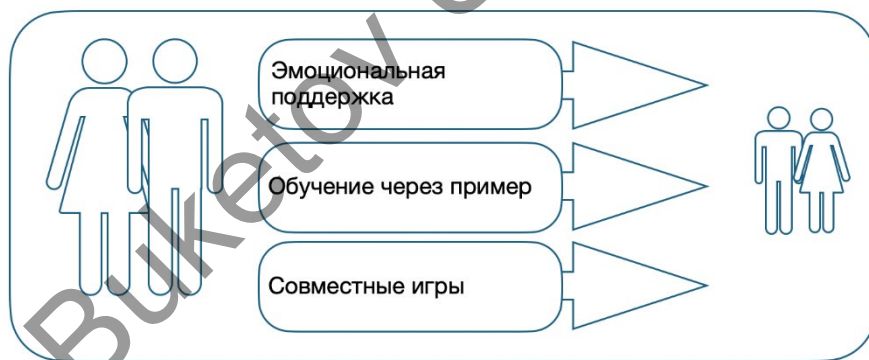 Эмоциональная
поддержка
Обучение через пример
Совместные игры
Buketov